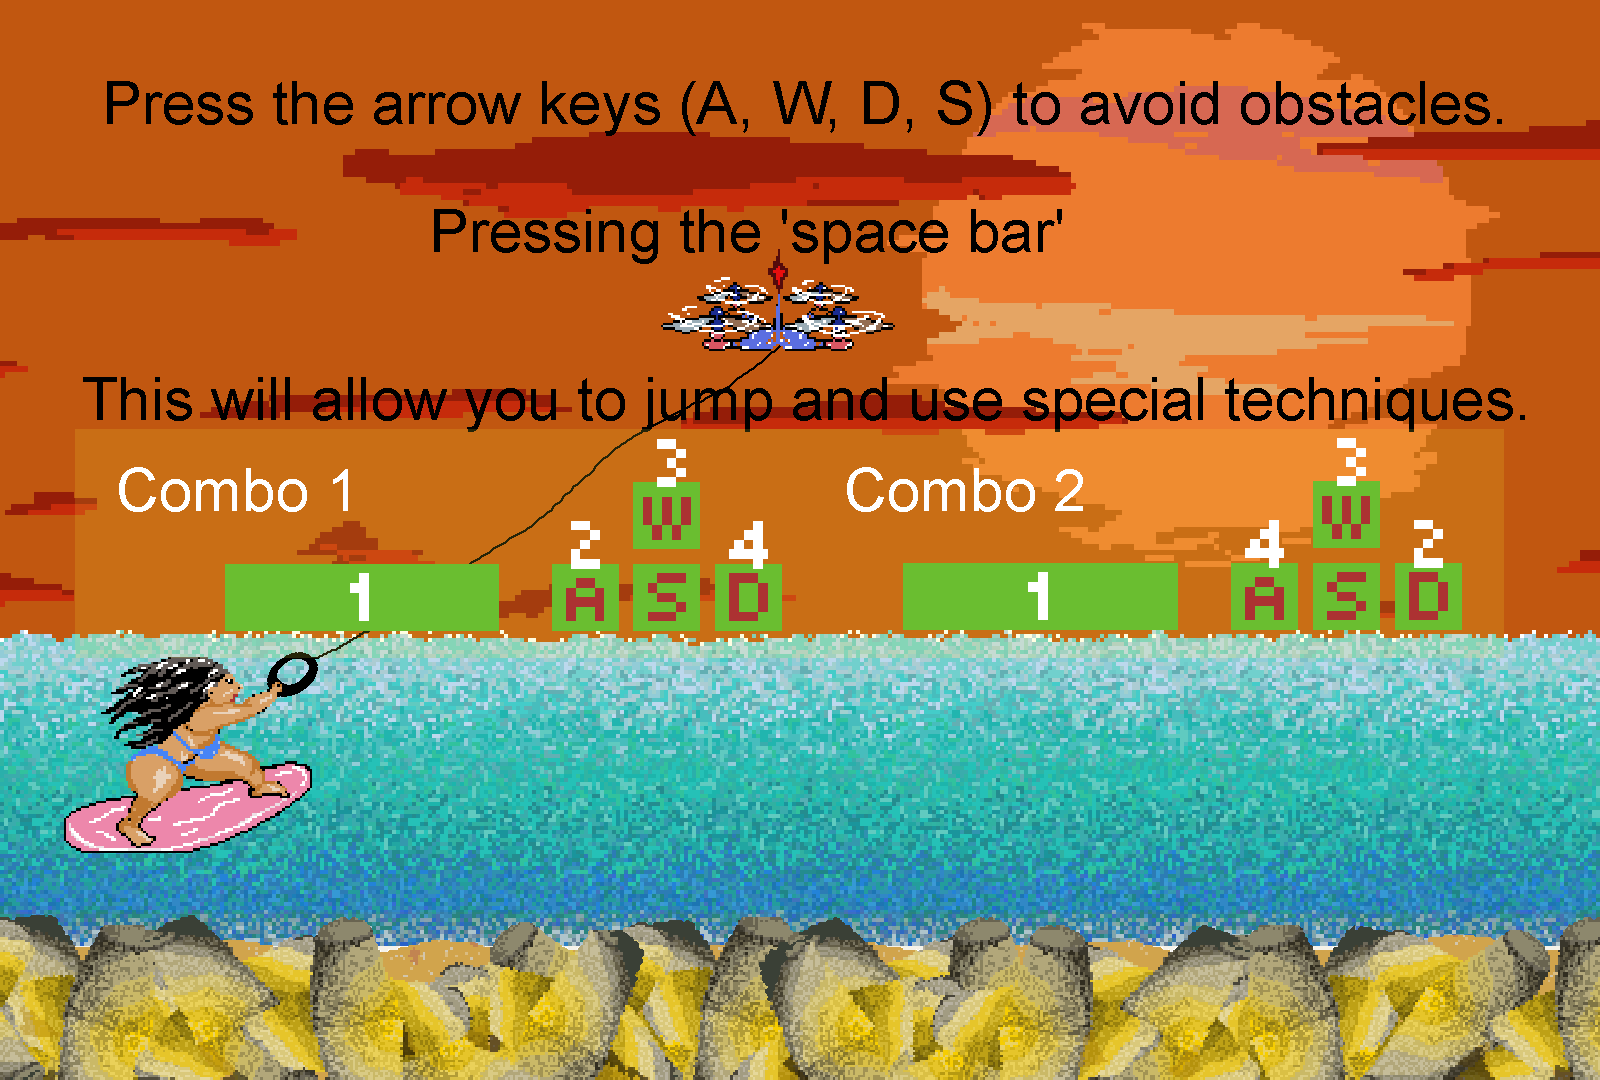 Press the arrow keys (A, W, D, S) to avoid obstacles.
Pressing the 'space bar'
This will allow you to jump and use special techniques.
Combo 1
3
W
2
4
1
A
S
D
Combo 2
3
W
4
2
1
A
S
D